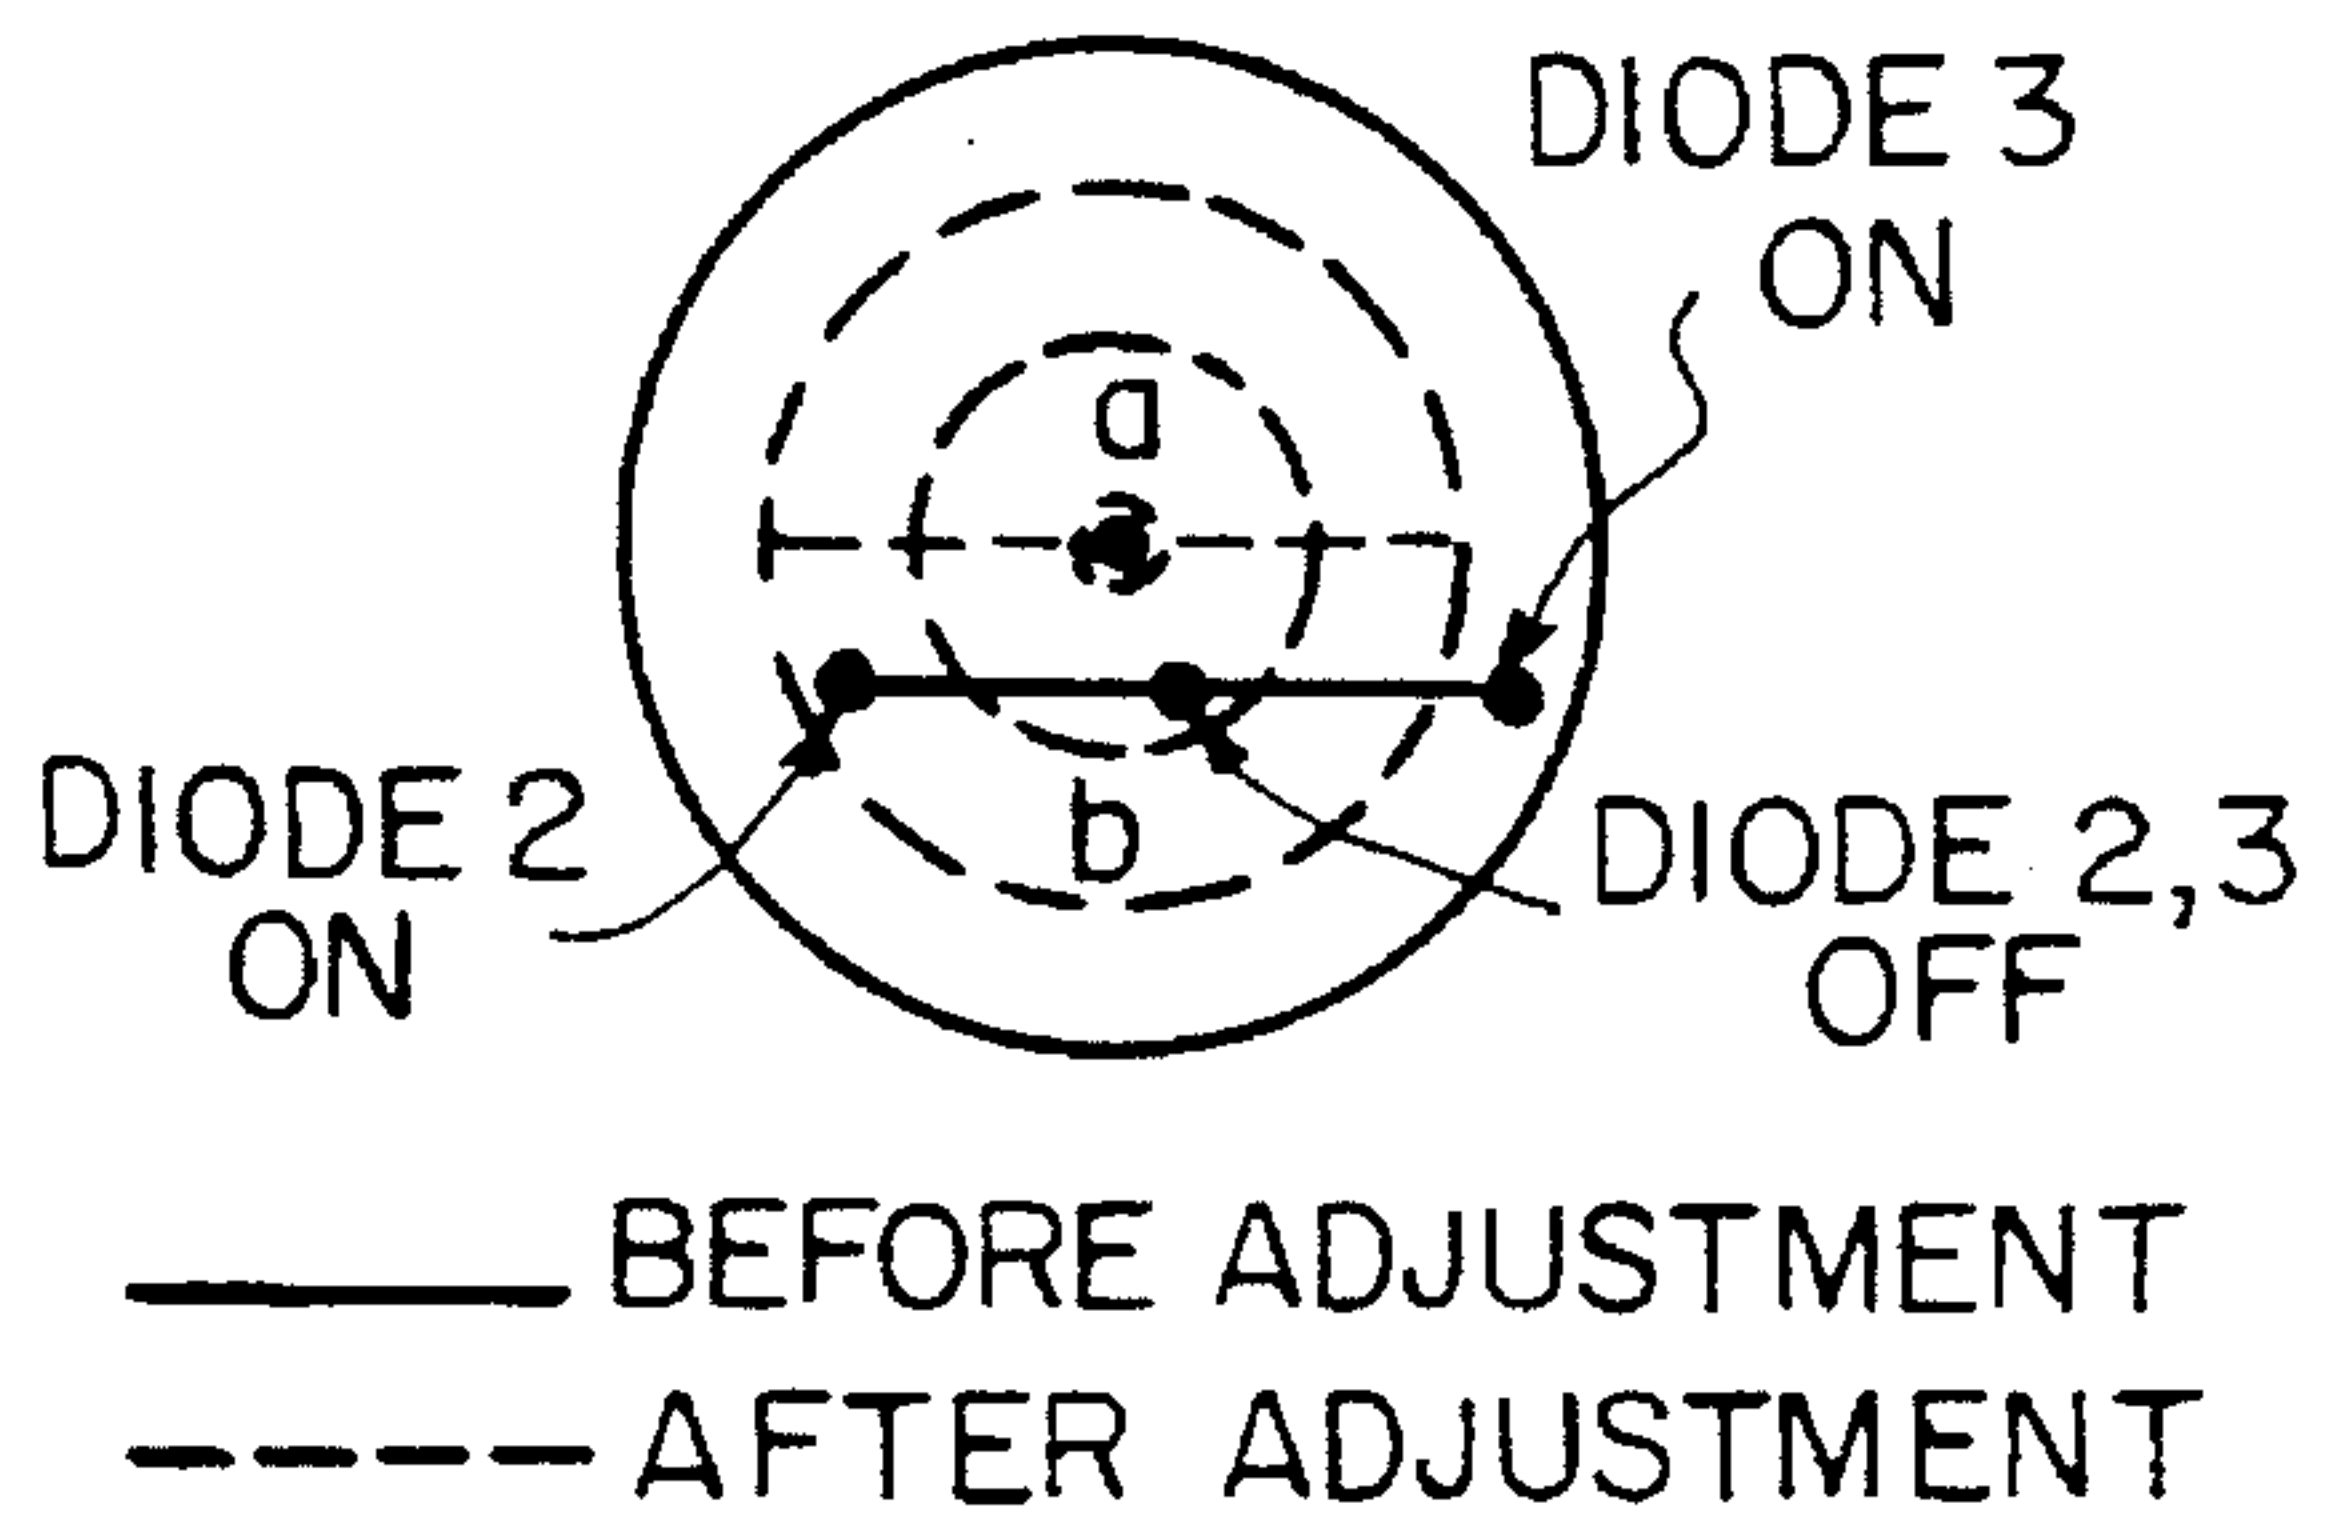 DIODE 3
ON
a
DIODE 2
ON
b
DIODE 2,3
OFF
BEFORE ADJUSTMENT
AFTER ADJUSTMENT